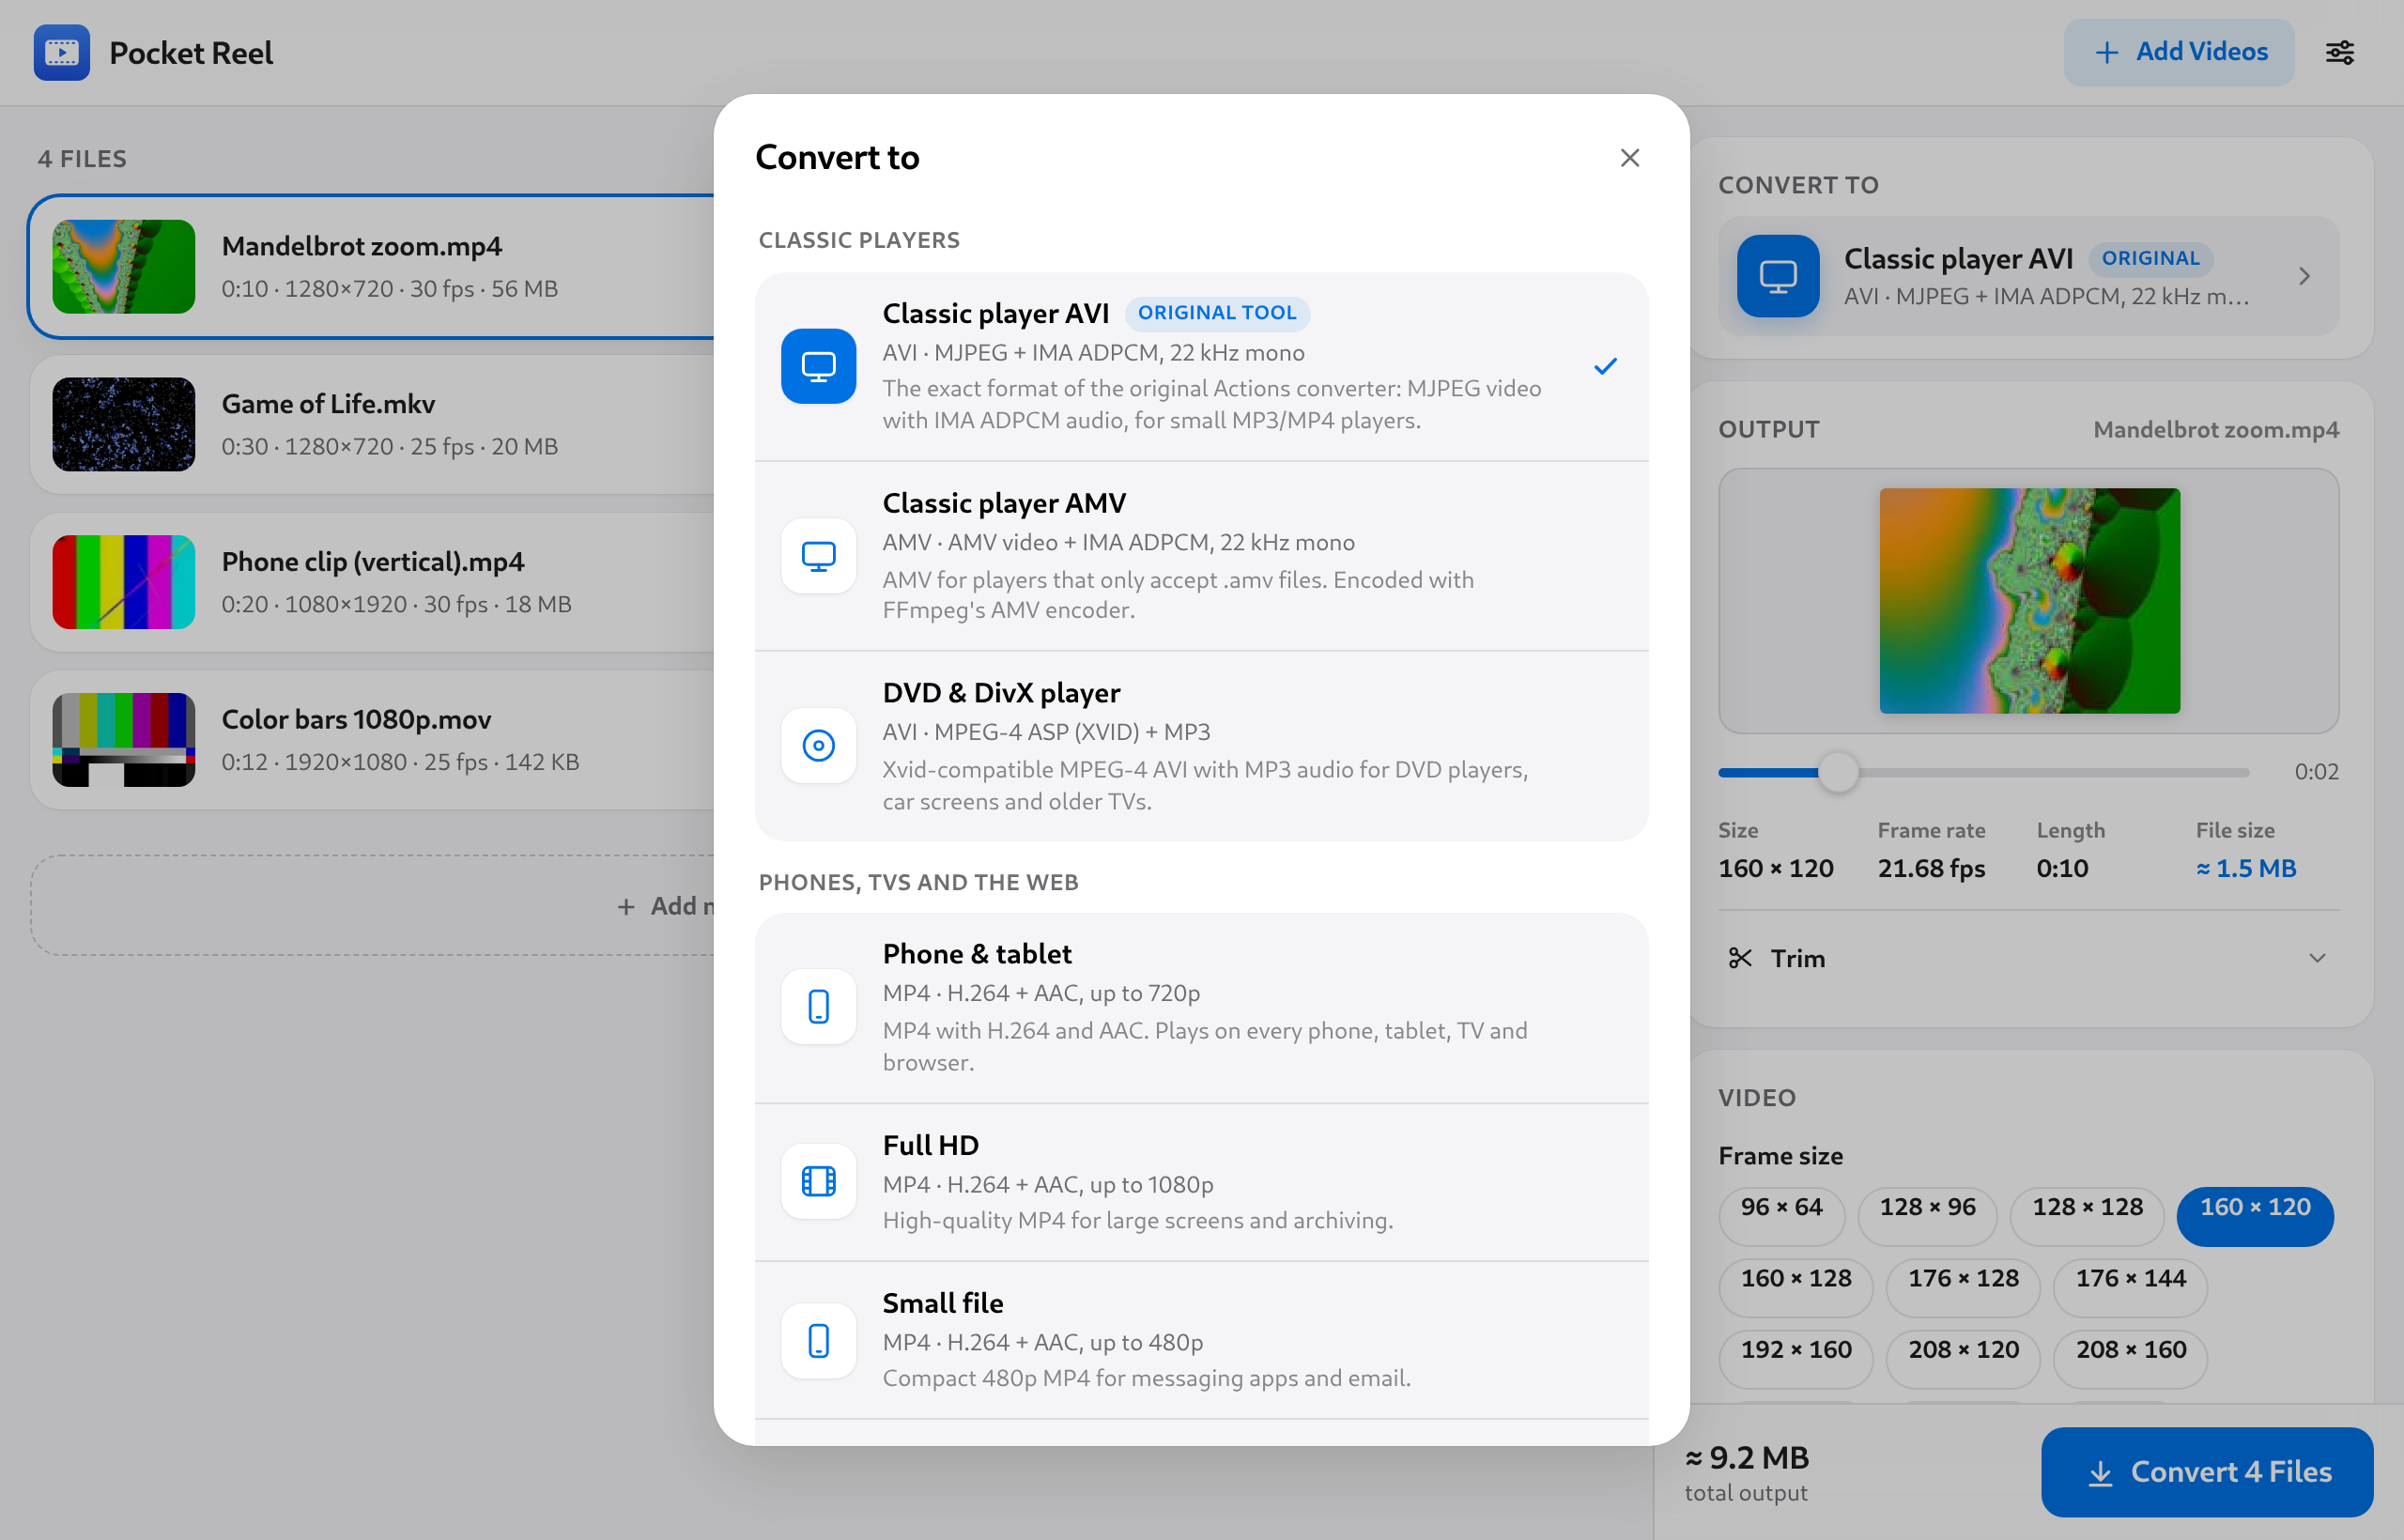 Pocket Reel
Add Videos
4 FILES
Mandelbrot zoom.mp4
0:10 · 1280×720 · 30 fps · 56 MB
Game of Life.mkv
0:30 · 1280×720 · 25 fps · 20 MB
Phone clip (vertical).mp4
0:20 · 1080×1920 · 30 fps · 18 MB
Color bars 1080p.mov
0:12 · 1920×1080 · 25 fps · 142 KB
+ Add
Convert to
CLASSIC PLAYERS
Classic player AVI ORIGINAL TOOL
AVI · MJPEG + IMA ADPCM, 22 kHz mono
The exact format of the original Actions converter: MJPEG video
with IMA ADPCM audio, for small MP3/MP4 players.
Classic player AMV
AMV · AMV video + IMA ADPCM, 22 kHz mono
AMV for players that only accept .amv files. Encoded with
FFmpeg's AMV encoder.
DVD & DivX player
AVI · MPEG-4 ASP (XVID) + MP3
Xvid-compatible MPEG-4 AVI with MP3 audio for DVD players,
car screens and older TVs.
PHONES, TVS AND THE WEB
Phone & tablet
MP4 · H.264 + AAC, up to 720p
MP4 with H.264 and AAC. Plays on every phone, tablet, TV and
browser.
Full HD
MP4 · H.264 + AAC, up to 1080p
High-quality MP4 for large screens and archiving.
Small file
MP4 · H.264 + AAC, up to 480p
Compact 480p MP4 for messaging apps and email.
CONVERT TO
Classic player AVI ORIGINAL
AVI · MJPEG + IMA ADPCM, 22 kHz m...
OUTPUT Mandelbrot zoom.mp4
0:02
Size Frame rate Length File size
160 × 120 21.68 fps 0:10 ≈ 1.5 MB
Trim
VIDEO
Frame size
96 × 64 128 × 96 128 × 128 160 × 120
160 × 128 176 × 128 176 × 144
192 × 160 208 × 120 208 × 160
≈ 9.2 MB
total output
Convert 4 Files